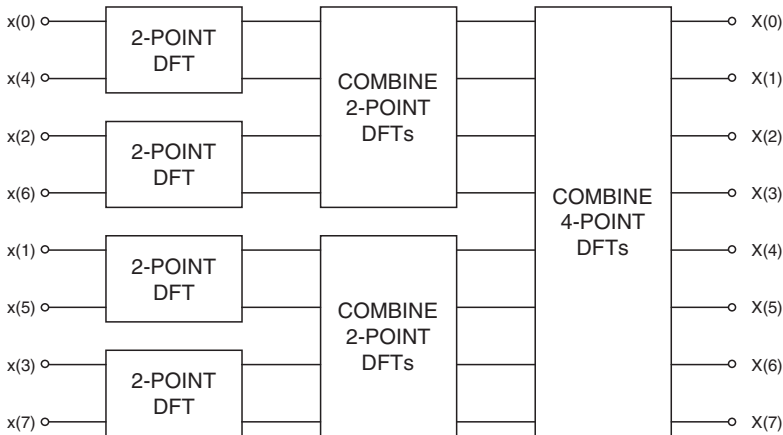 x(0)
x(4)
x(2)
x(6)
x(1)
x(5)
x(3)
x(7)
2-POINT
DFT
2-POINT
DFT
2-POINT
DFT
2-POINT
DFT
COMBINE
2-POINT
DFTs
COMBINE
2-POINT
DFTs
COMBINE
4-POINT
DFTs
X(0)
X(1)
X(2)
X(3)
X(4)
X(5)
X(6)
X(7)